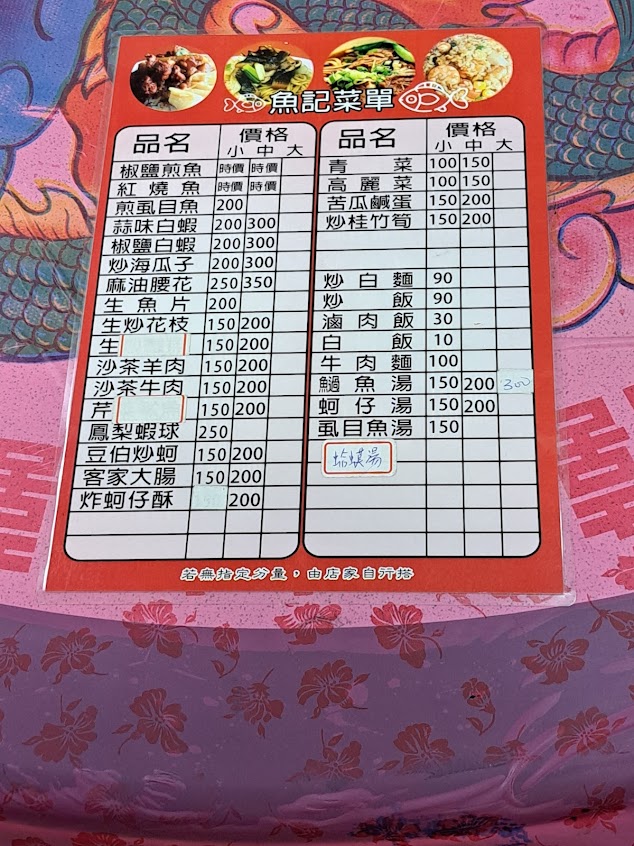 魚記菜單
品名 價格
小 中 大
椒鹽煎魚 時價 時價
紅燒魚 時價 時價
煎虱目魚 200
蒜味白蝦 200 300
椒鹽白蝦 200 300
炒海瓜子 200 300
麻油腰花 250 350
生魚片 200
生炒花枝 150 200
生 150 200
沙茶羊肉 150 200
沙茶牛肉 150 200
芹 150 200
鳳梨蝦球 250
豆伯炒蚵 150 200
客家大腸 150 200
炸蚵仔酥 200
品名 價格
小 中 大
青菜 100 150
高麗菜 100 150
苦瓜鹹蛋 150 200
炒桂竹筍 150 200
炒白麵 90
炒飯 90
滷肉飯 30
白飯 10
牛肉麵 100
魚湯 150 200 300
蚵仔湯 150 200
虱目魚湯 150
蛤蜊湯
若無指定分量，由店家自行搭
囍